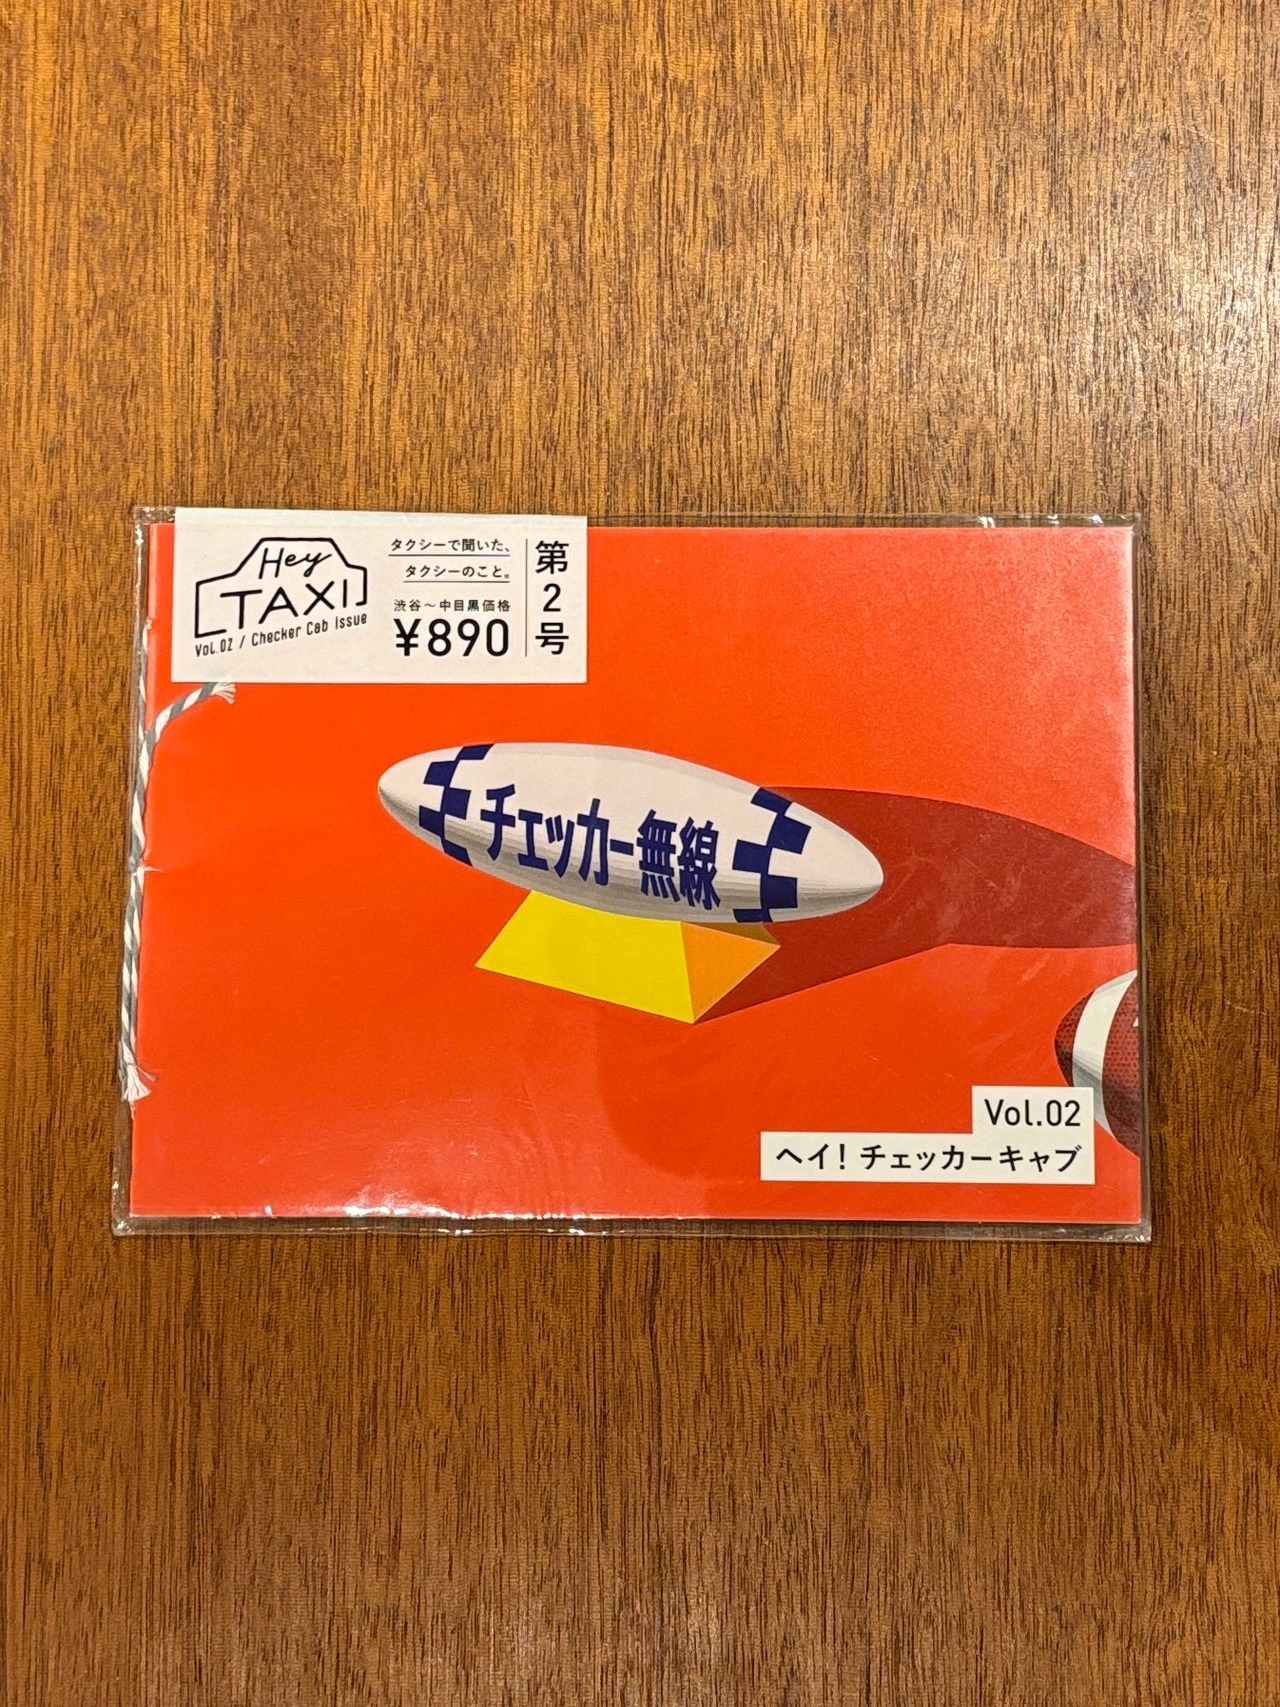 Hey
TAXI
Vol.02 / Checker Cab Issue
タクシーで聞いた、
タクシーのこと。
渋谷～中目黒価格
¥890
第2号
チェッカー無線
Vol.02
ヘイ！チェッカーキャブ